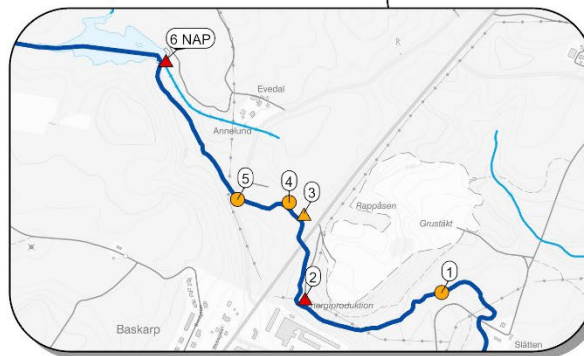 6 NAP
Evedal
Annelund
5
4
3
Rappåsen
Grustäkt
2
1
Baskarp
Slätten